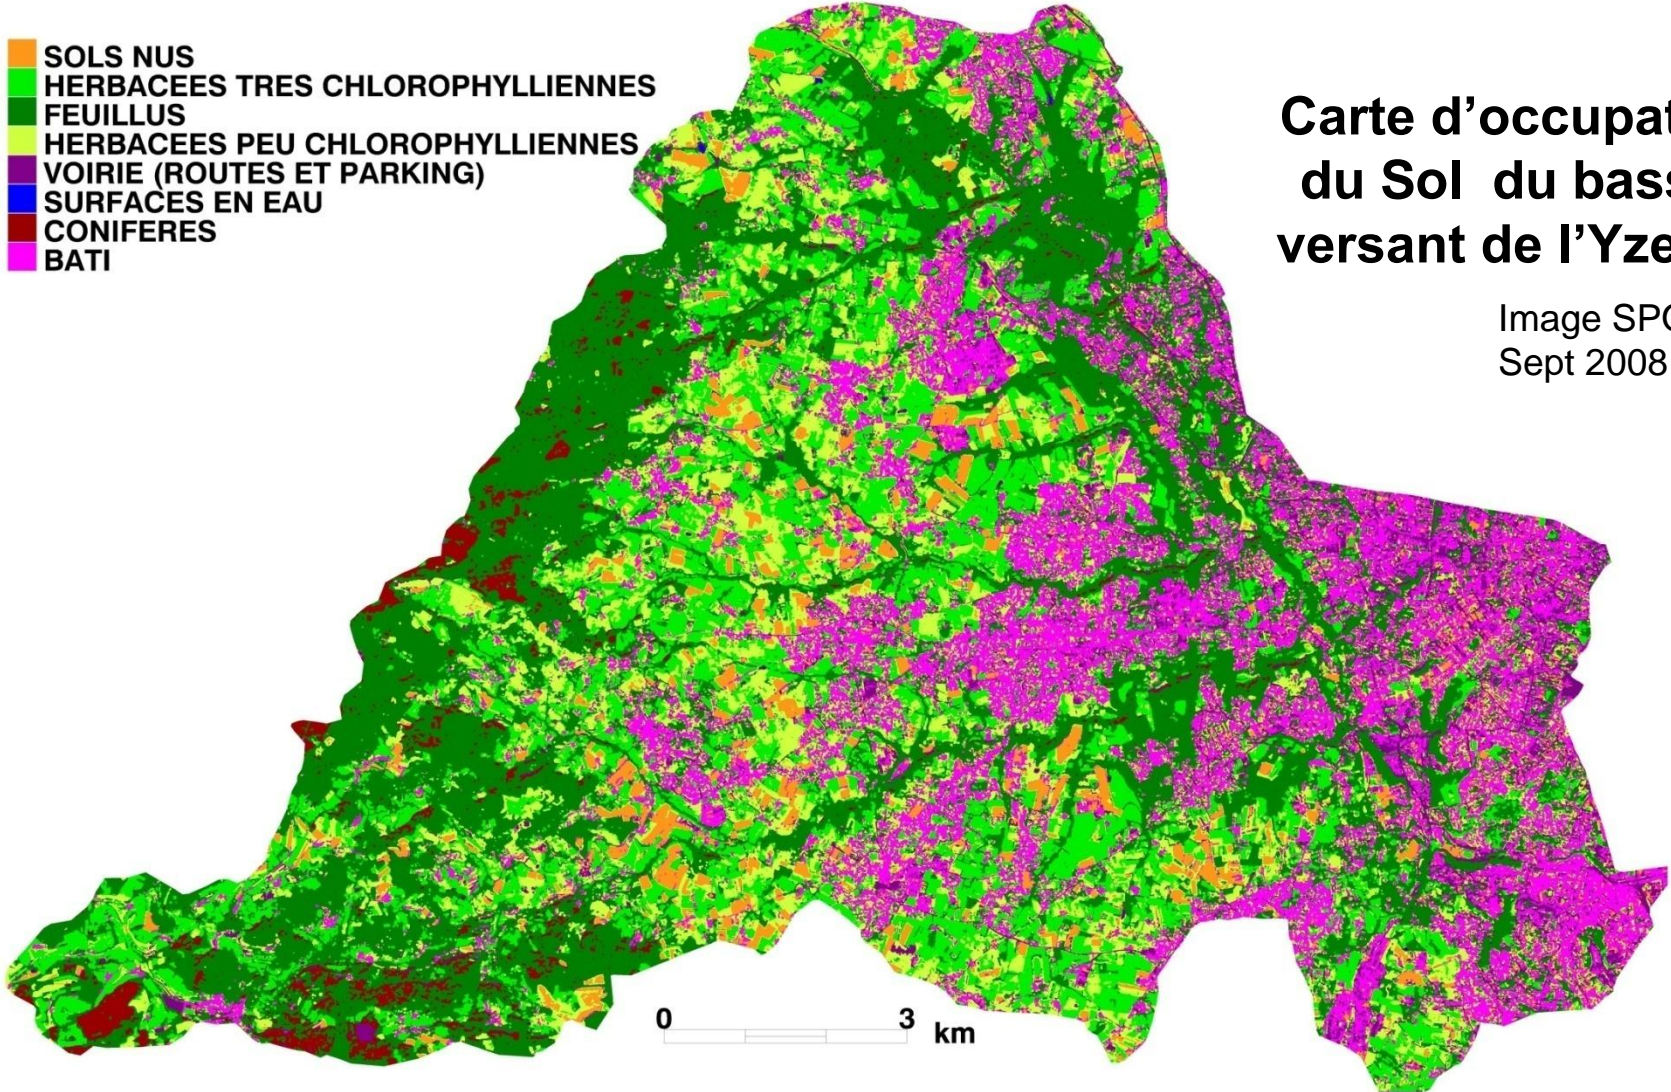 SOLS NUS
HERBACEES TRES CHLOROPHYLLIENNES
FEUILLUS
HERBACEES PEU CHLOROPHYLLIENNES
VOIRIE (ROUTES ET PARKING)
SURFACES EN EAU
CONIFERES
BATI
Carte d’occupat
du Sol du bass
versant de l’Yze
Image SPO
Sept 2008
0 3 km